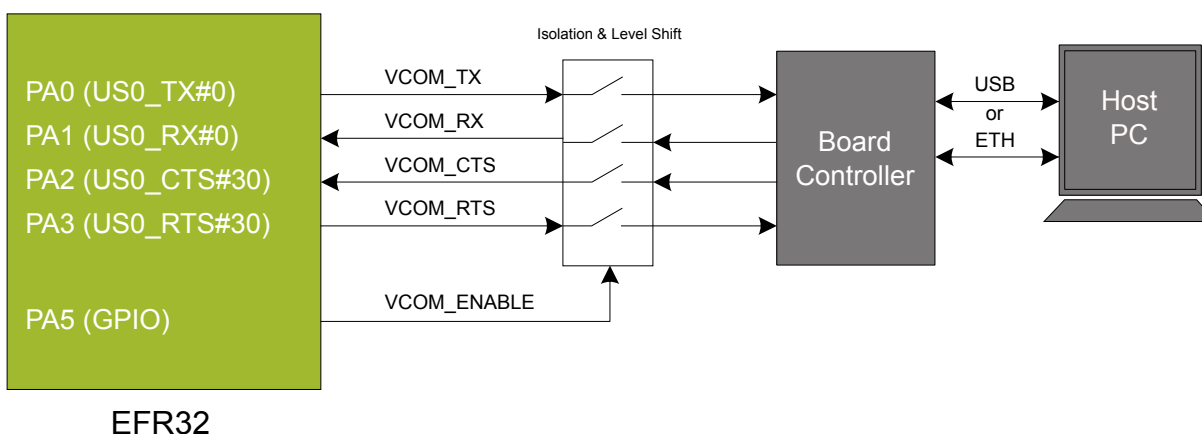 Isolation & Level Shift
PA0 (US0_TX#0)
PA1 (US0_RX#0)
PA2 (US0_CTS#30)
PA3 (US0_RTS#30)
PA5 (GPIO)
EFR32
VCOM_TX
VCOM_RX
VCOM_CTS
VCOM_RTS
VCOM_ENABLE
Board
Controller
USB
or
ETH
Host
PC